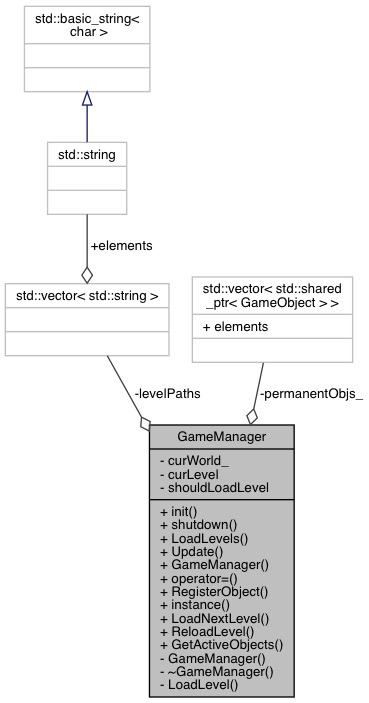 std::basic_string<
char >
std::string
+elements
std::vector< std::string >
std::vector< std::shared
_ptr< GameObject > >
+ elements
-levelPaths
-permanentObjs_
GameManager
- curWorld_
- curLevel
- shouldLoadLevel
+ init()
+ shutdown()
+ LoadLevels()
+ Update()
+ GameManager()
+ operator=()
+ RegisterObject()
+ instance()
+ LoadNextLevel()
+ ReloadLevel()
+ GetActiveObjects()
- GameManager()
- ~GameManager()
- LoadLevel()